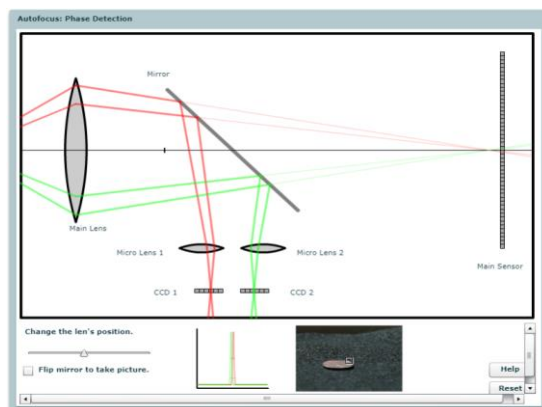 Autofocus: Phase Detection
Mirror
Main Lens
Micro Lens 1
Micro Lens 2
Main Sensor
CCD 1
CCD 2
Change the len's position.
Flip mirror to take picture.
Help
Reset